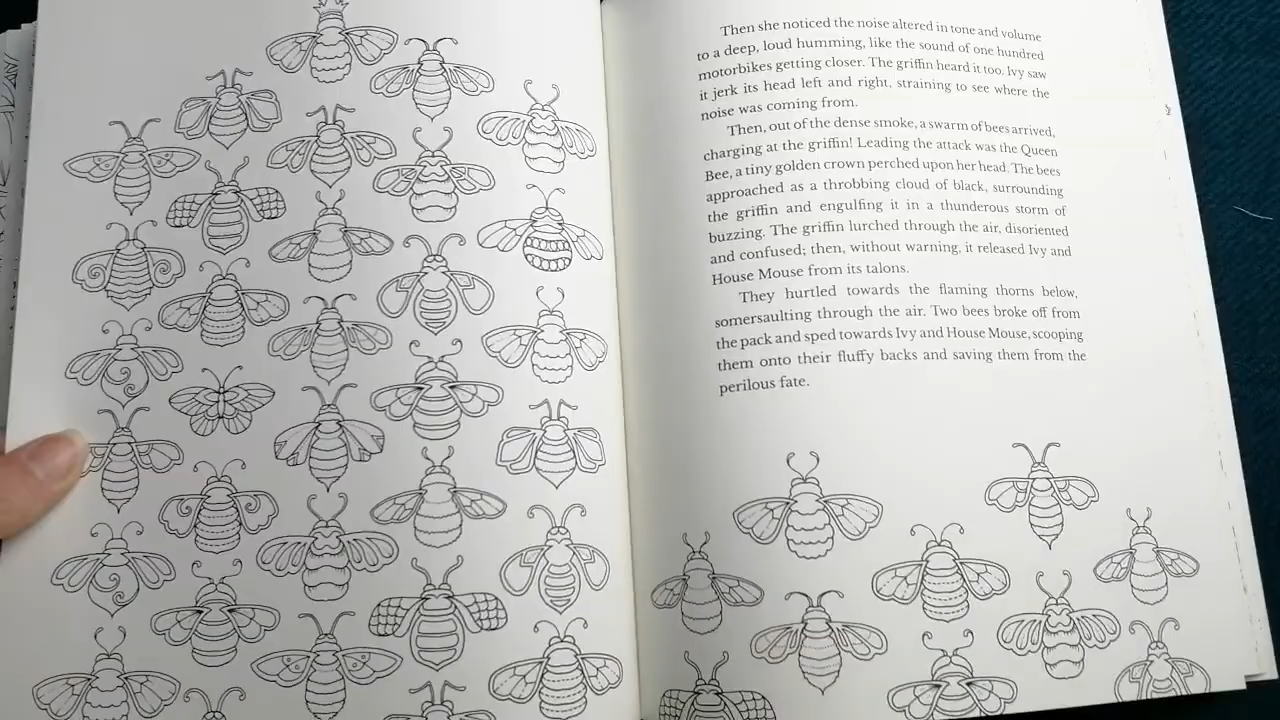 Then she noticed the noise altered in tone and volume
to a deep, loud humming, like the sound of one hundred
motorbikes getting closer. The griffin heard it too. Ivy saw
it jerk its head left and right, straining to see where the
noise was coming from.
Then, out of the dense smoke, a swarm of bees arrived,
charging at the griffin! Leading the attack was the Queen
Bee, a tiny golden crown perched upon her head. The bees
approached as a throbbing cloud of black, surrounding
the griffin and engulfing it in a thunderous storm of
buzzing. The griffin lurched through the air, disoriented
and confused; then, without warning, it released Ivy and
House Mouse from its talons.
They hurtled towards the flaming thorns below,
somersaulting through the air. Two bees broke off from
the pack and sped towards Ivy and House Mouse, scooping
them onto their fluffy backs and saving them from the
perilous fate.